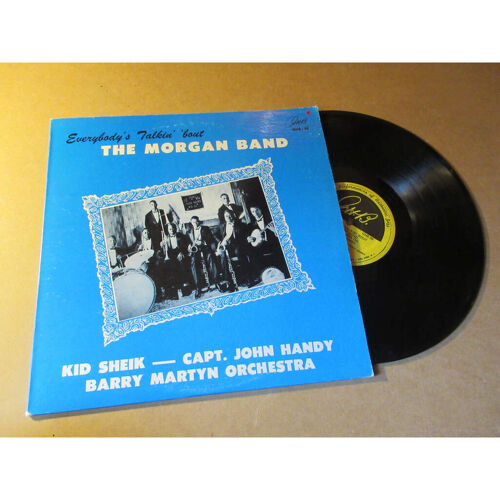 Everybody's Talkin' 'bout
THE MORGAN BAND
KID SHEIK — CAPT. JOHN HANDY
BARRY MARTYN ORCHESTRA